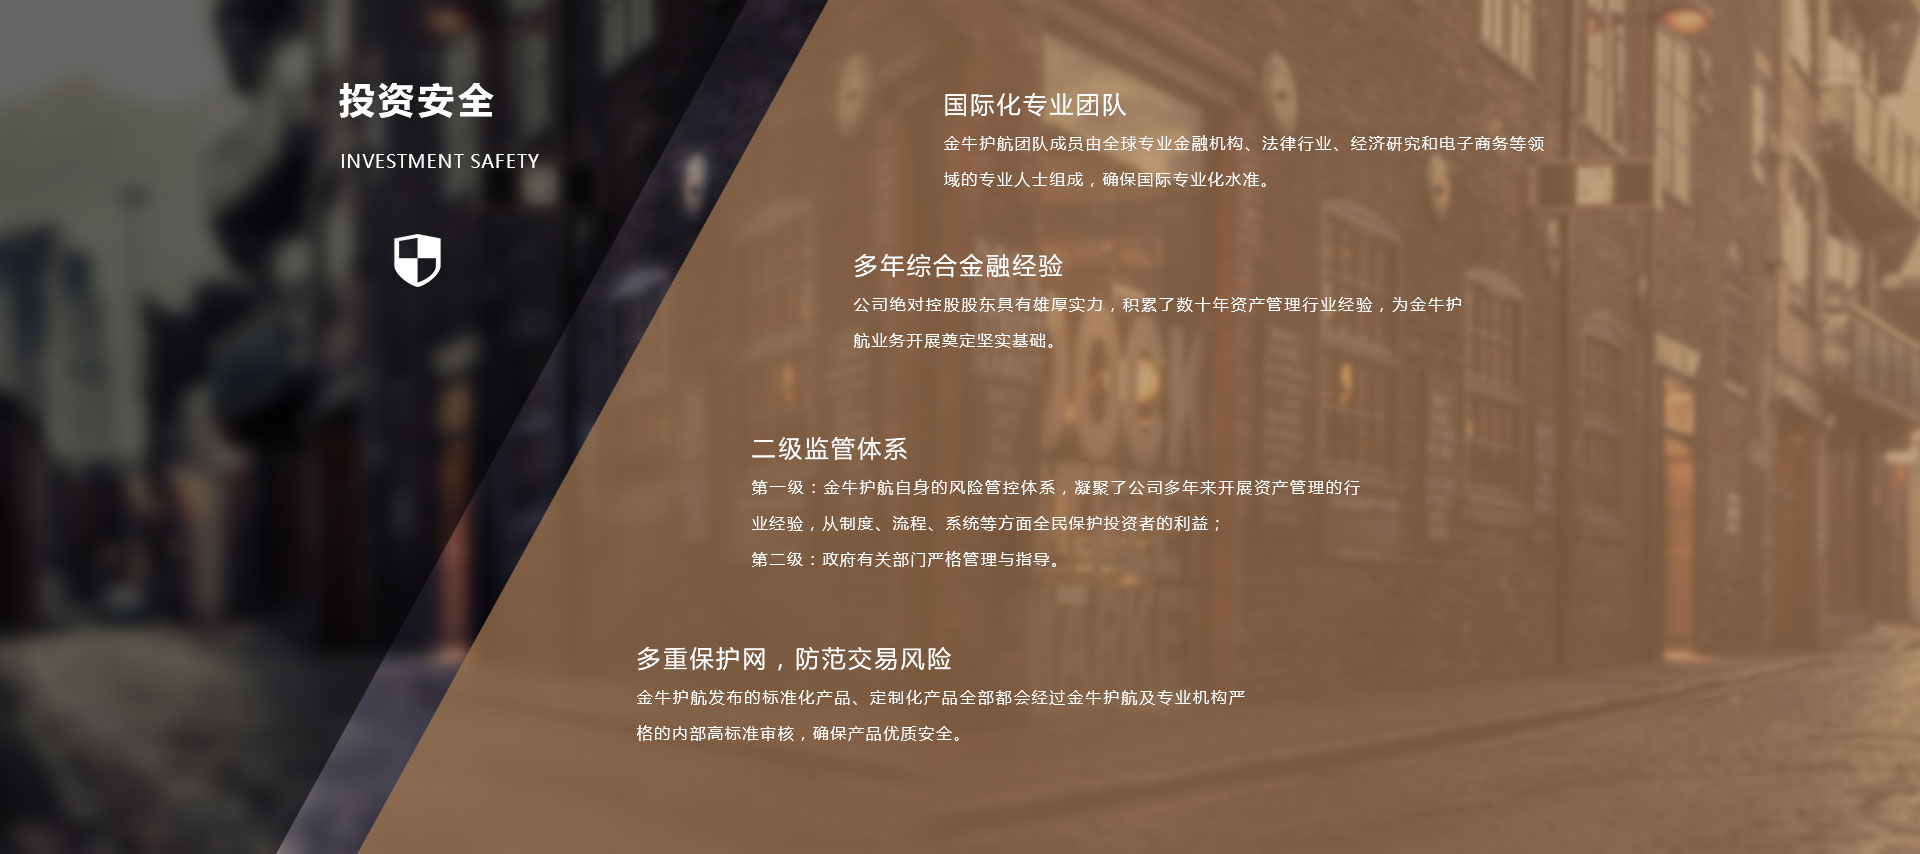 投资安全
INVESTMENT SAFETY
国际化专业团队
金牛护航团队成员由全球专业金融机构、法律行业、经济研究和电子商务等领
域的专业人士组成，确保国际专业化水准。
多年综合金融经验
公司绝对控股股东具有雄厚实力，积累了数十年资产管理行业经验，为金牛护
航业务开展奠定坚实基础。
二级监管体系
第一级：金牛护航自身的风险管控体系，凝聚了公司多年来开展资产管理的行
业经验，从制度、流程、系统等方面全民保护投资者的利益；
第二级：政府有关部门严格管理与指导。
多重保护网，防范交易风险
金牛护航发布的标准化产品、定制化产品全部都会经过金牛护航及专业机构严
格的内部高标准审核，确保产品优质安全。